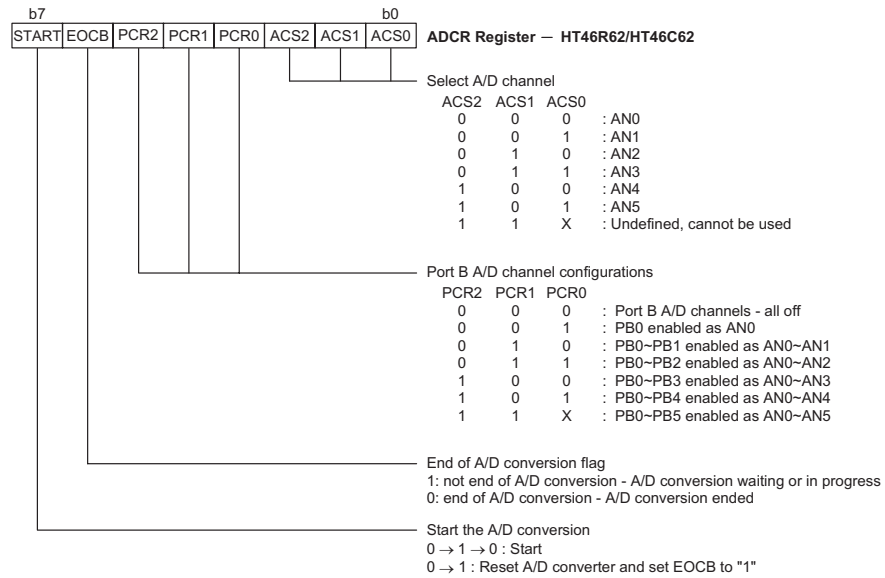 b7 b0
START EOCB PCR2 PCR1 PCR0 ACS2 ACS1 ACS0 ADCR Register — HT46R62/HT46C62
Select A/D channel
ACS2 ACS1 ACS0
0 0 0 : AN0
0 0 1 : AN1
0 1 0 : AN2
0 1 1 : AN3
1 0 0 : AN4
1 0 1 : AN5
1 1 X : Undefined, cannot be used
Port B A/D channel configurations
PCR2 PCR1 PCR0
0 0 0 : Port B A/D channels - all off
0 0 1 : PB0 enabled as AN0
0 1 0 : PB0~PB1 enabled as AN0~AN1
0 1 1 : PB0~PB2 enabled as AN0~AN2
1 0 0 : PB0~PB3 enabled as AN0~AN3
1 0 1 : PB0~PB4 enabled as AN0~AN4
1 1 X : PB0~PB5 enabled as AN0~AN5
End of A/D conversion flag
1: not end of A/D conversion - A/D conversion waiting or in progress
0: end of A/D conversion - A/D conversion ended
Start the A/D conversion
0 → 1 → 0 : Start
0 → 1 : Reset A/D converter and set EOCB to "1"